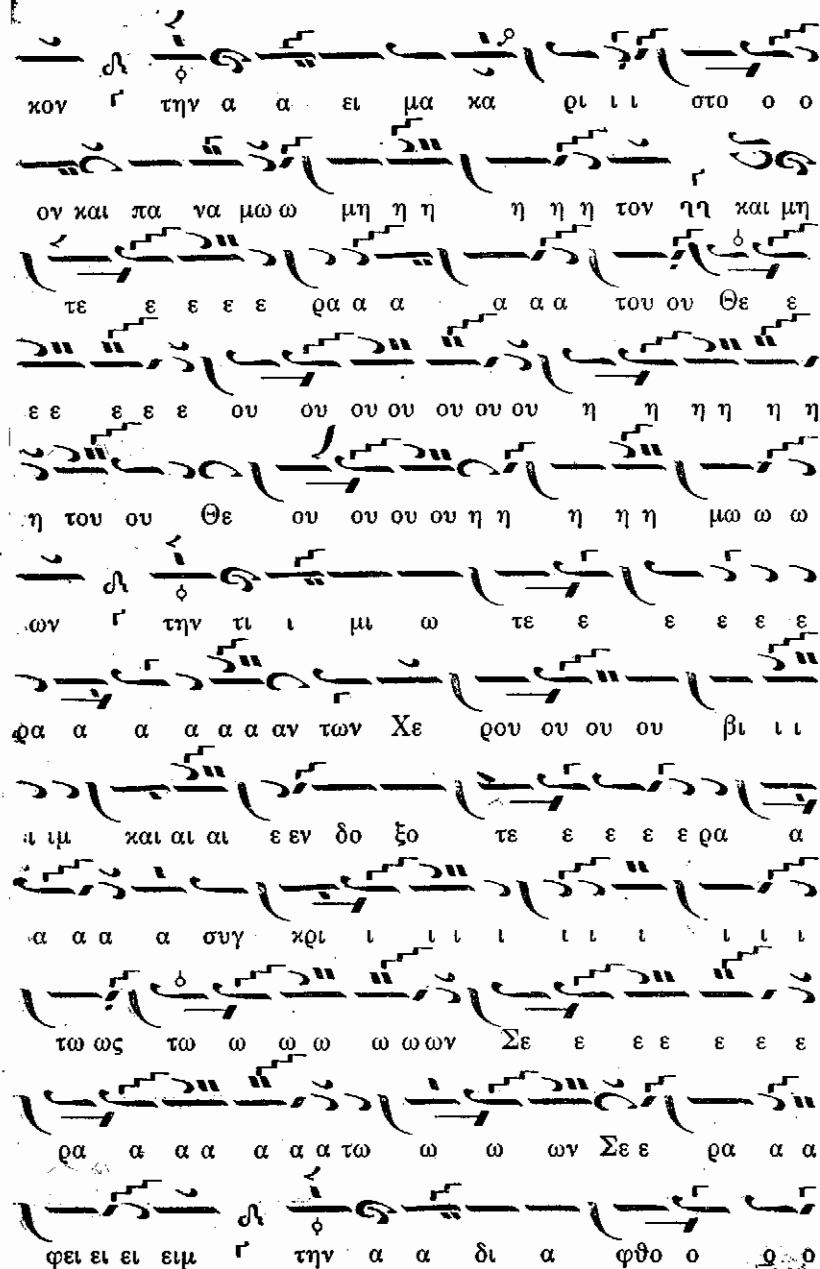 κον την α α ει μα κα ρι ι ι στο ο ο
ον και πα να μω ω μη η η η η η τον ηη και μη
τε ε ε ε ε ρα α α α α α του ου Θε ε
ε ε ε ε ε ου ου ου ου ου ου ου η η η η η η
η του ου Θε ου ου ου ου η η η η η μω ω ω
ων την τι ι μι ω τε ε ε ε ε ε
ρα α α α α α αν των Χε ρου ου ου ου βι ι ι
ι ιμ και αι αι ε εν δο ξο τε ε ε ε ε ρα α
α α α α συγ κρι ι ι ι ι ι ι ι ι ι ι
τω ως τω ω ω ω ω ω ων Σε ε ε ε ε ε ε
ρα α α α α α α τω ω ω ων Σε ε ρα α α
φει ει ει ειμ την α α δι α φθο ο ο ο